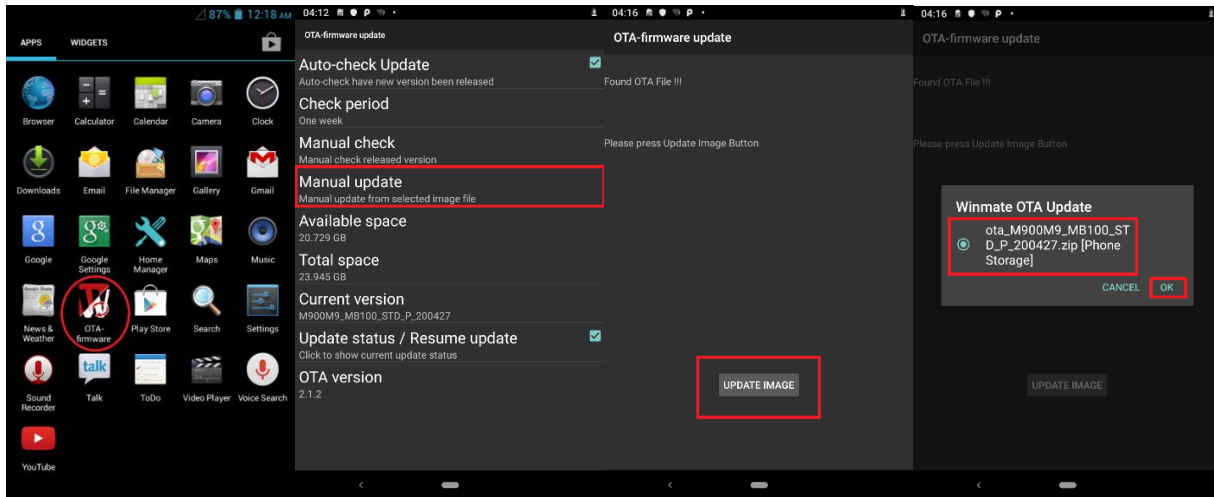 87% 12:18 AM
APPS WIDGETS
Browser Calculator Calendar Camera Clock
Downloads Email File Manager Gallery Gmail
8 8
Google Google Settings Home Manager Maps Music
Google News
News & Weather OTA-firmware Play Store Search Settings
talk
Sound Recorder Talk ToDo Video Player Voice Search
YouTube
04:12
OTA-firmware update
Auto-check Update
Auto-check have new version been released
Check period
One week
Manual check
Manual check released version
Manual update
Manual update from selected image file
Available space
20.729 GB
Total space
23.945 GB
Current version
M900M9_MB100_STD_P_200427
Update status / Resume update
Click to show current update status
OTA version
2.1.2
04:16
OTA-firmware update
Found OTA File !!!
Please press Update Image Button
UPDATE IMAGE
04:16
OTA-firmware update
Found OTA File !!!
Please press Update Image Button
Winmate OTA Update
ota_M900M9_MB100_ST
D_P_200427.zip [Phone
Storage]
CANCEL OK
UPDATE IMAGE